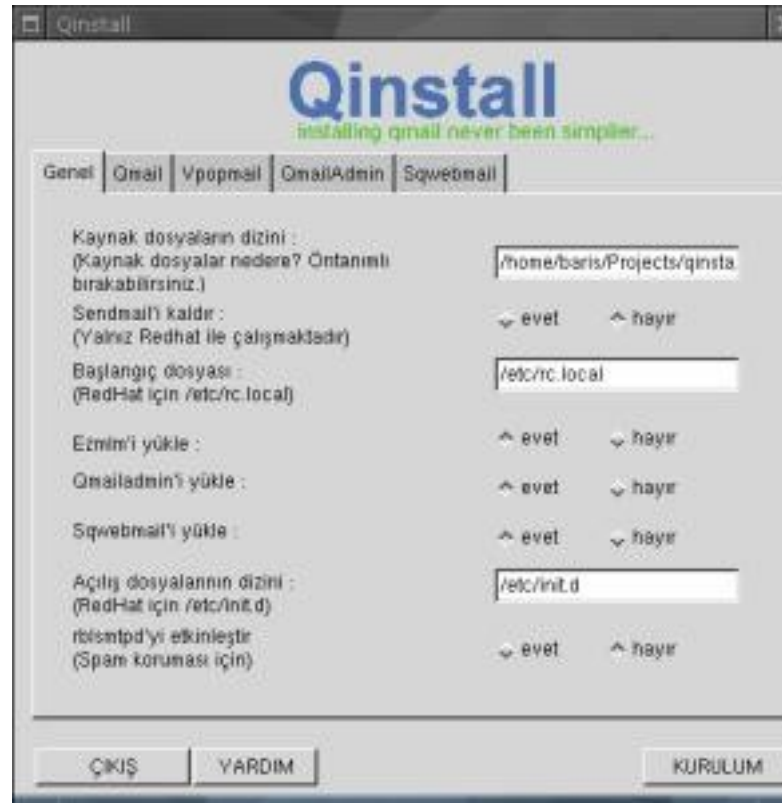 Qinstall
Qinstall
installing qmail never been simplier...
Genel Qmail Vpopmail QmailAdmin Sqwebmail
Kaynak dosyaların dizini :
(Kaynak dosyalar nedere? Öntanımlı
bırakabilirsiniz.)
/home/baris/Projects/qinsta
Sendmail'i kaldır :
(Yalnız Redhat ile çalışmaktadır)
evet hayır
Başlangıç dosyası :
(RedHat için /etc/rc.local)
/etc/rc.local
Ezmlm'i yükle :
evet hayır
Qmailadmin'i yükle :
evet hayır
Sqwebmail'i yükle :
evet hayır
Açılış dosyalarının dizini :
(RedHat için /etc/init.d)
/etc/init.d
rblsmtpd'yi etkinleştir
(Spam koruması için)
evet hayır
ÇIKIŞ YARDIM KURULUM